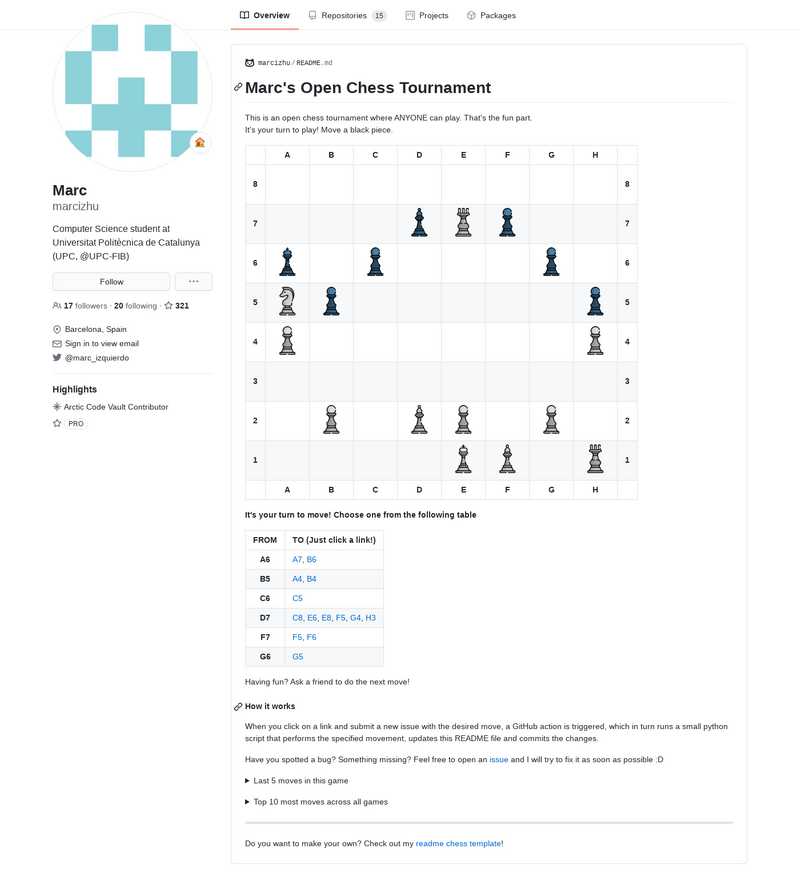 Overview
Repositories 15
Projects
Packages
Marc
marcizhu
Computer Science student at
Universitat Politècnica de Catalunya
(UPC, @UPC-FIB)
Follow
···
17 followers · 20 following · 321
Barcelona, Spain
Sign in to view email
@marc_izquierdo
Highlights
Arctic Code Vault Contributor
PRO
marcizhu/README.md
Marc's Open Chess Tournament
This is an open chess tournament where ANYONE can play. That's the fun part.
It's your turn to play! Move a black piece.
A B C D E F G H
8 8
7 7
6 6
5 5
4 4
3 3
2 2
1 1
A B C D E F G H
It's your turn to move! Choose one from the following table
FROM TO (Just click a link!)
A6 A7, B6
B5 A4, B4
C6 C5
D7 C8, E6, E8, F5, G4, H3
F7 F5, F6
G6 G5
Having fun? Ask a friend to do the next move!
How it works
When you click on a link and submit a new issue with the desired move, a GitHub action is triggered, which in turn runs a small python
script that performs the specified movement, updates this README file and commits the changes.
Have you spotted a bug? Something missing? Feel free to open an issue and I will try to fix it as soon as possible :D
Last 5 moves in this game
Top 10 most moves across all games
Do you want to make your own? Check out my readme chess template!